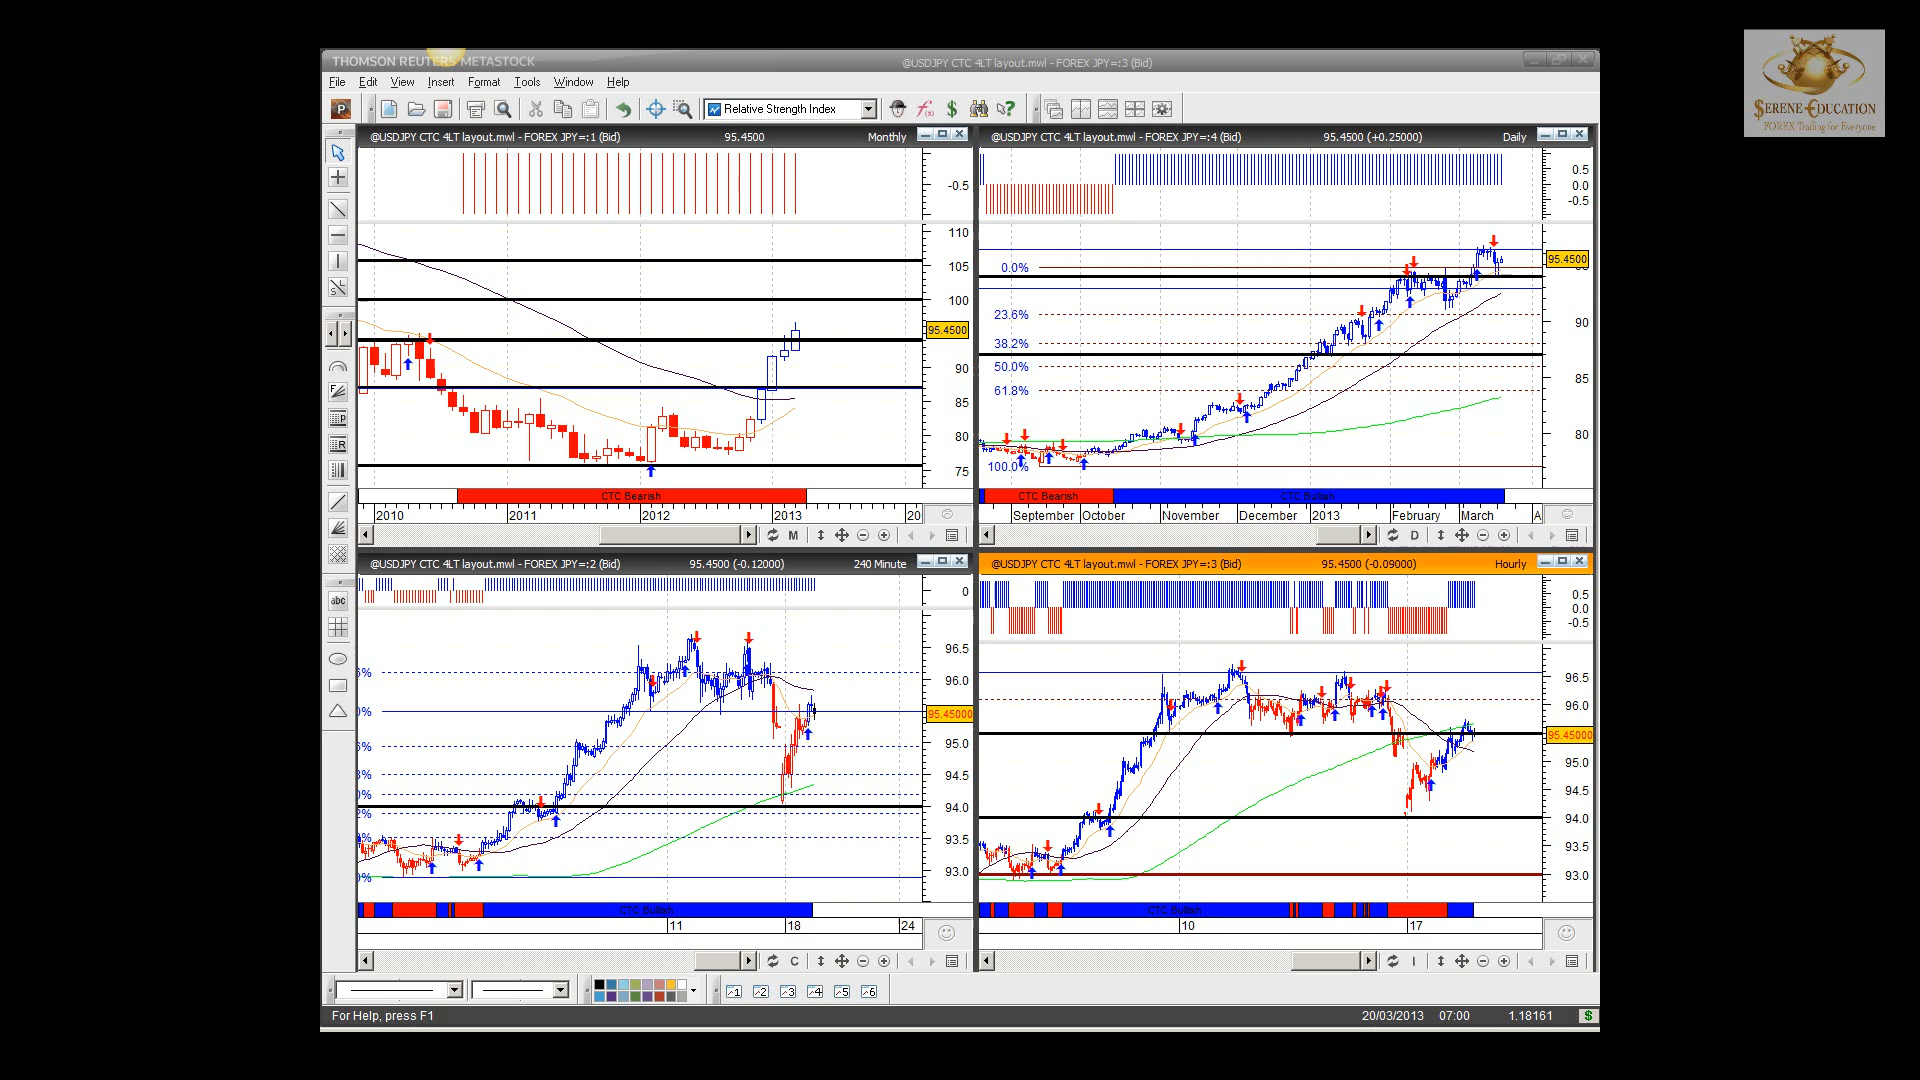 THOMSON REUTERS METASTOCK
@USDJPY CTC 4LT layout.mwl - FOREX JPY=:3 (Bid)
File Edit View Insert Format Tools Window Help
Relative Strength Index
SERENE EDUCATION
FOREX Trading for Everyone
@USDJPY CTC 4LT layout.mwl - FOREX JPY=:1 (Bid) 95.4500 Monthly
-0.5
110
105
100
95.4500
90
85
80
75
CTC Bearish
2010 2011 2012 2013 20
M
@USDJPY CTC 4LT layout.mwl - FOREX JPY=:4 (Bid) 95.4500 (+0.25000) Daily
0.5
0.0
-0.5
95.4500
0.0%
23.6%
90
38.2%
50.0%
85
61.8%
80
100.0%
CTC Bearish CTC Bullish
September October November December 2013 February March A
D
@USDJPY CTC 4LT layout.mwl - FOREX JPY=:2 (Bid) 95.4500 (-0.12000) 240 Minute
0
96.5
96.0
95.45000
95.0
94.5
94.0
93.5
93.0
CTC Bullish
11 18 24
C
@USDJPY CTC 4LT layout.mwl - FOREX JPY=:3 (Bid) 95.4500 (-0.09000) Hourly
0.5
0.0
-0.5
96.5
96.0
95.45000
95.0
94.5
94.0
93.5
93.0
CTC Bullish
10 17
I
1 2 3 4 5 6
For Help, press F1 20/03/2013 07:00 1.18161 $